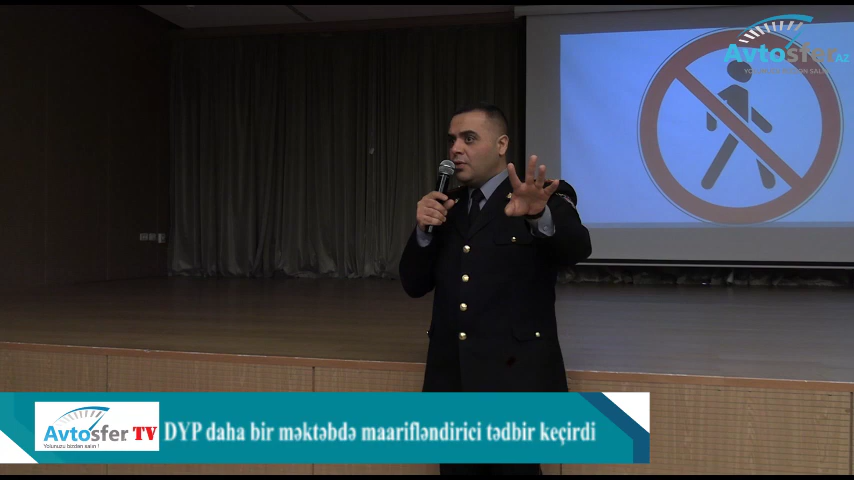 Avtosfer.AZ
Avtosfer TV
Yolunuzu bizdən salın !
DYP daha bir məktəbdə maarifləndirici tədbir keçirdi